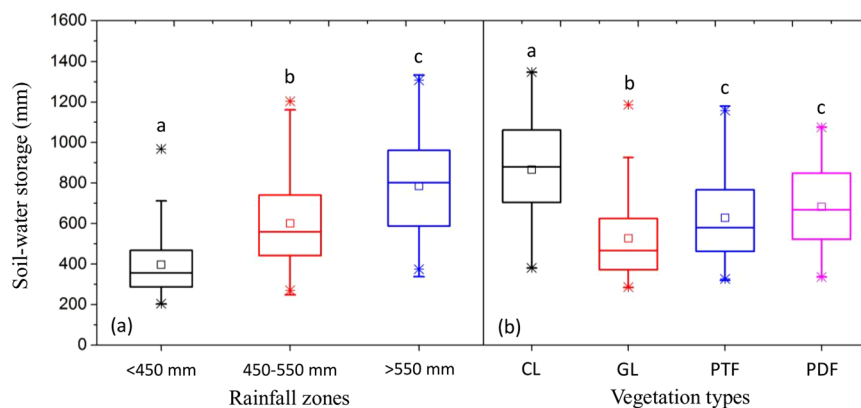 Soil-water storage (mm)
1600
1400
1200
1000
800
600
400
200
0
a
b
c
(a)
<450 mm
450-550 mm
>550 mm
Rainfall zones
a
b
c
c
(b)
CL
GL
PTF
PDF
Vegetation types